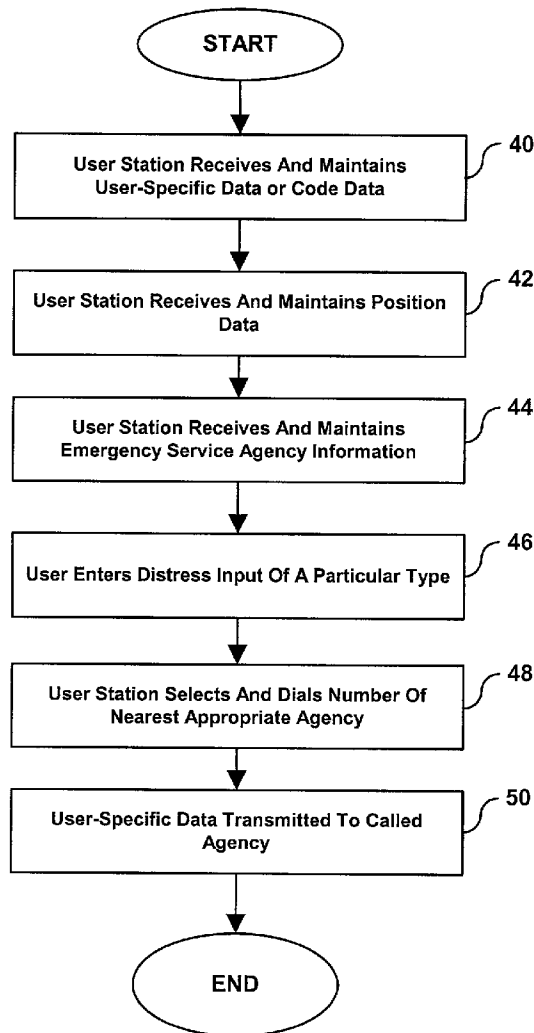 START
User Station Receives And Maintains
User-Specific Data or Code Data
40
User Station Receives And Maintains Position
Data
42
User Station Receives And Maintains
Emergency Service Agency Information
44
User Enters Distress Input Of A Particular Type
46
User Station Selects And Dials Number Of
Nearest Appropriate Agency
48
User-Specific Data Transmitted To Called
Agency
50
END